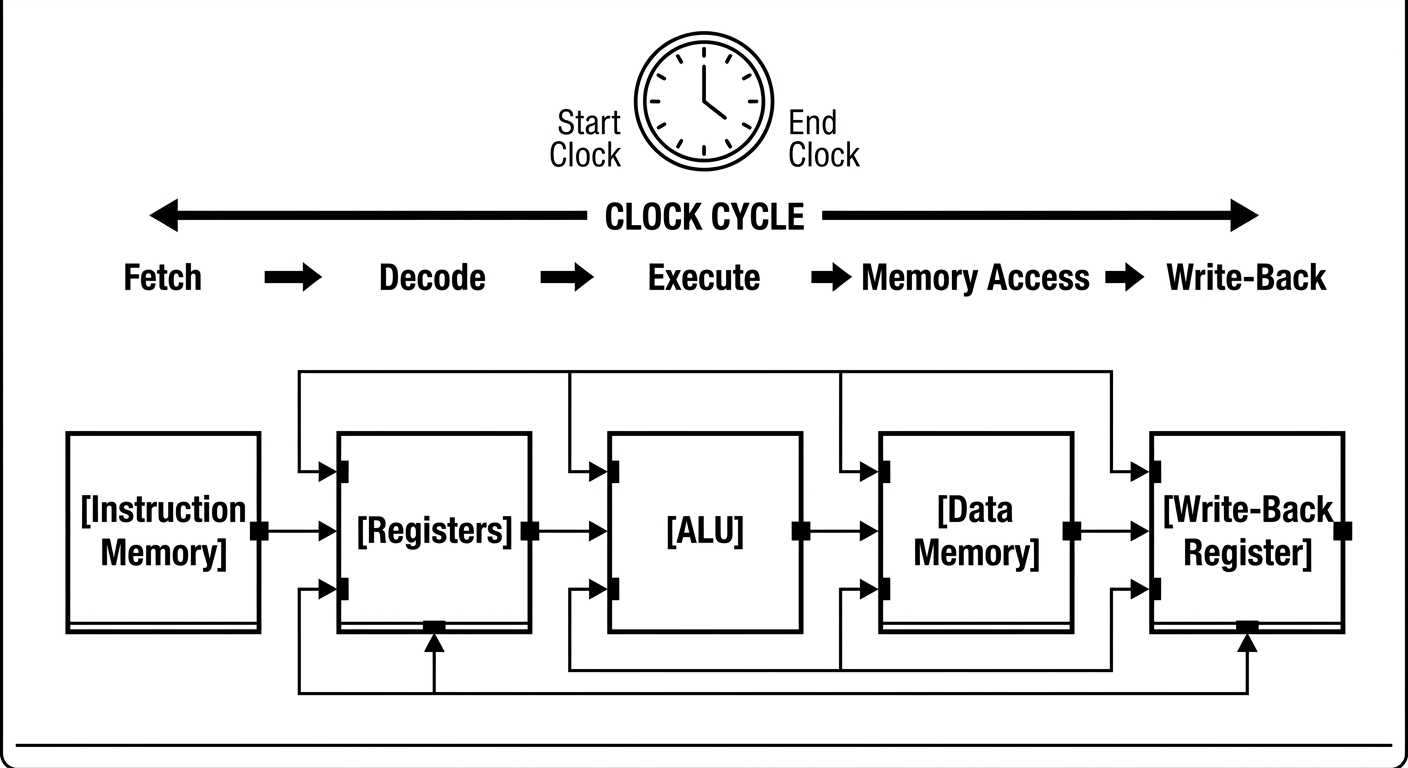 Start
Clock
End
Clock
CLOCK CYCLE
Fetch Decode Execute Memory Access Write-Back
[Instruction
Memory]
[Registers]
[ALU]
[Data
Memory]
[Write-Back
Register]